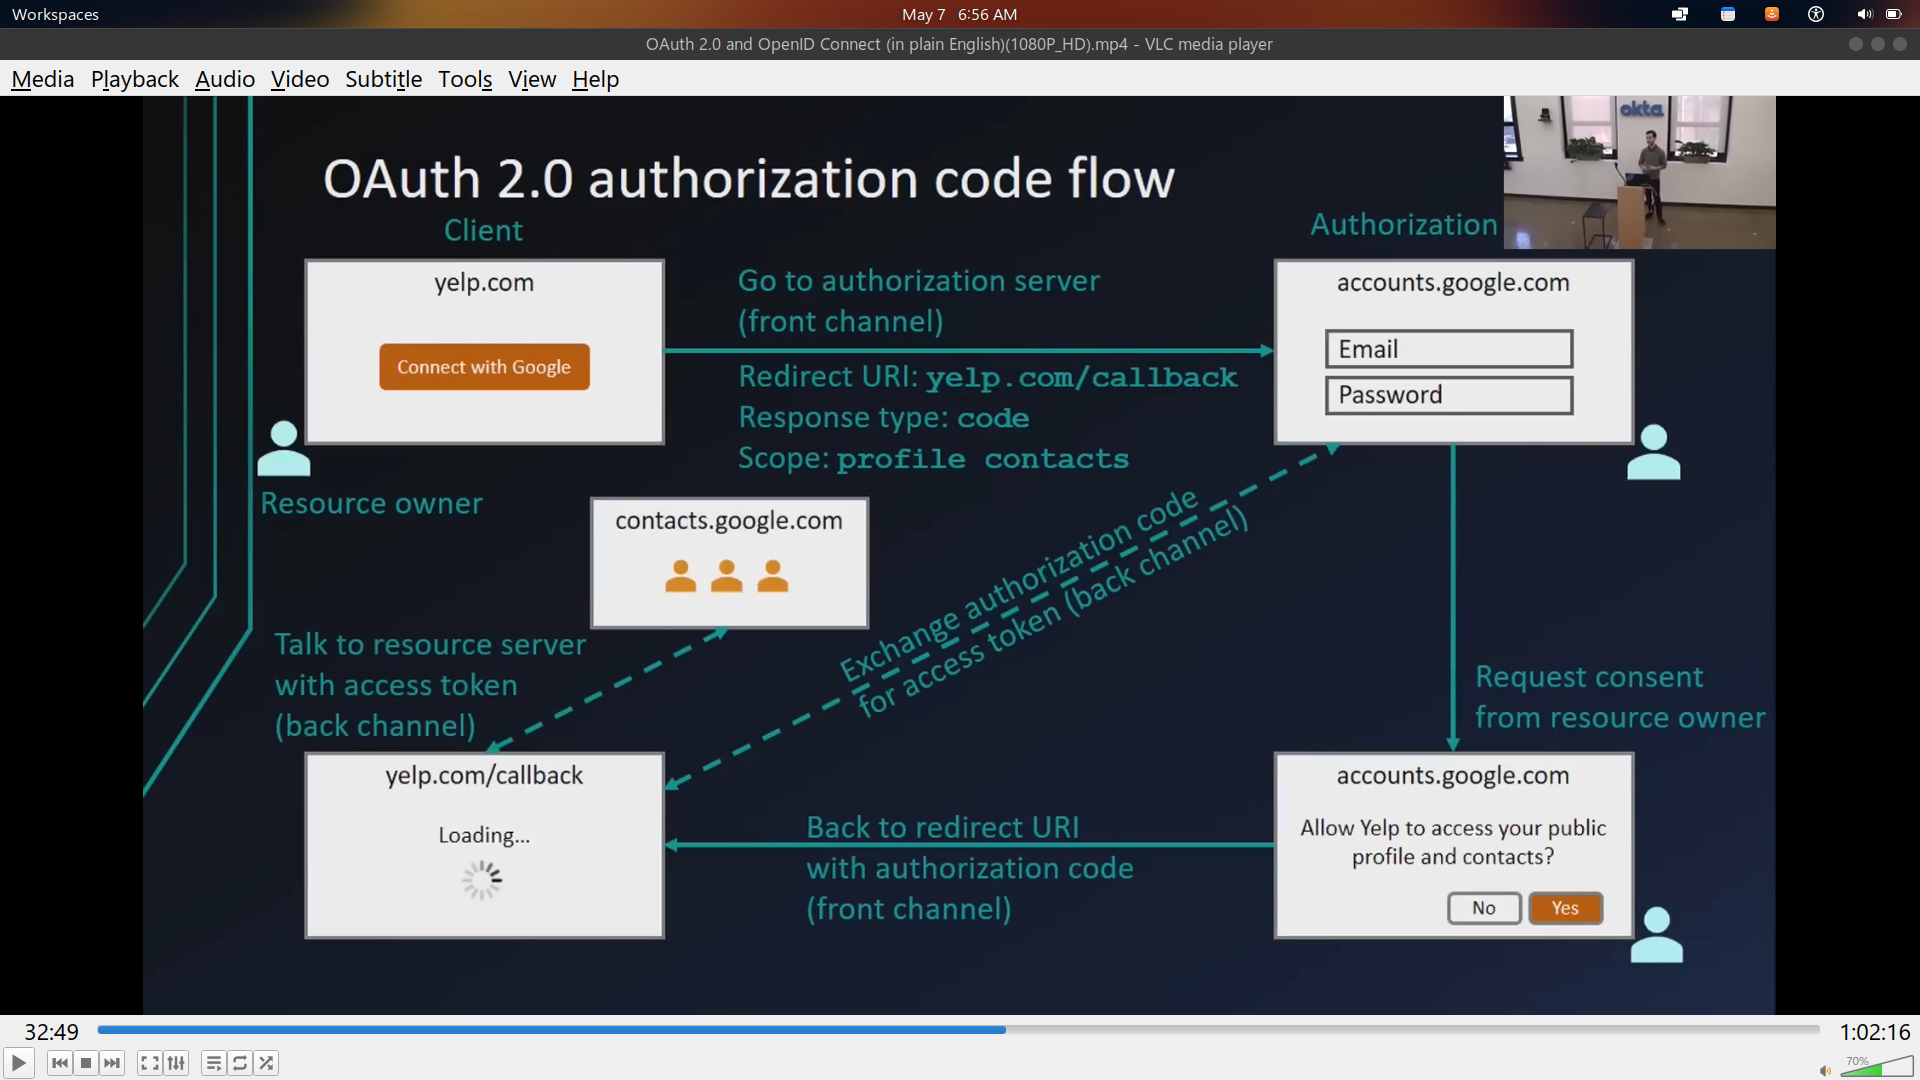 Workspaces
May 7 6:56 AM
OAuth 2.0 and OpenID Connect (in plain English)(1080P_HD).mp4 - VLC media player
Media Playback Audio Video Subtitle Tools View Help
okta
OAuth 2.0 authorization code flow
Client
Authorization
yelp.com
Connect with Google
Resource owner
Go to authorization server
(front channel)
Redirect URI: yelp.com/callback
Response type: code
Scope: profile contacts
accounts.google.com
Email
Password
contacts.google.com
Exchange authorization code
for access token (back channel)
Talk to resource server
with access token
(back channel)
Request consent
from resource owner
yelp.com/callback
Loading...
Back to redirect URI
with authorization code
(front channel)
accounts.google.com
Allow Yelp to access your public
profile and contacts?
No
Yes
32:49
1:02:16
70%